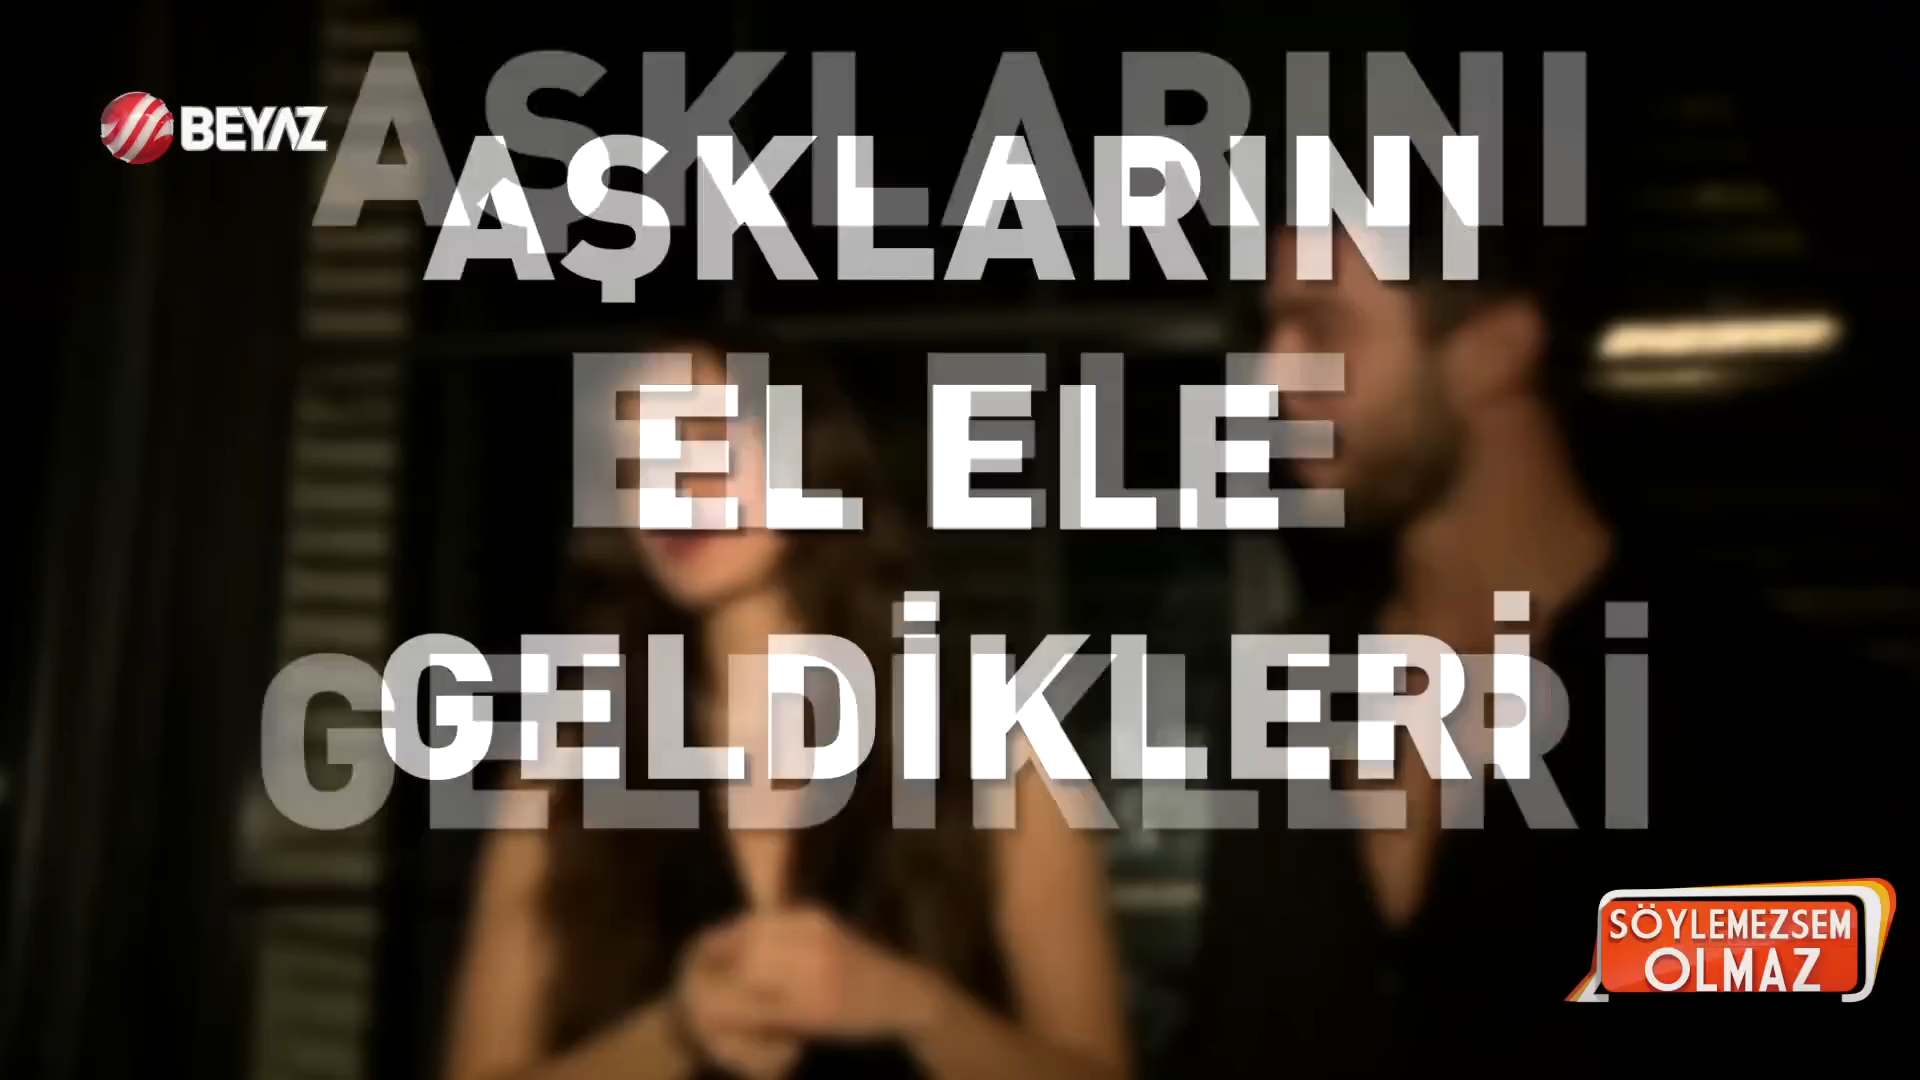 BEYAZ
AŞKLARINI
EL ELE
GELDİKLERİ
SÖYLEMEZSEM
OLMAZ